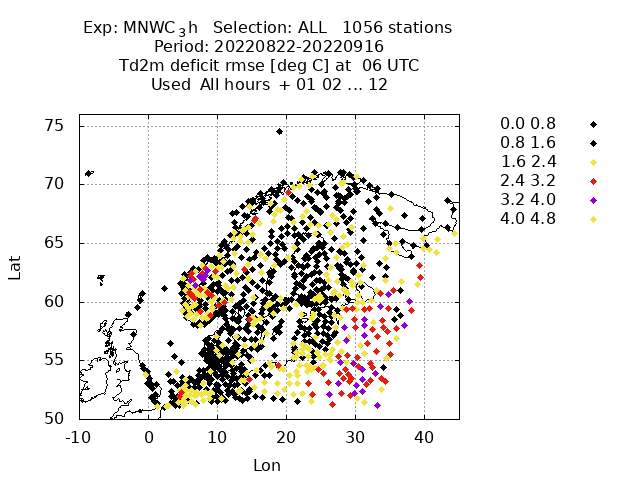 Exp: MNWC_3h   Selection: ALL   1056 stations
Period: 20220822-20220916
Td2m deficit rmse [deg C] at  06 UTC
Used  All hours  + 01 02 ... 12
0.0 0.8
0.8 1.6
1.6 2.4
2.4 3.2
3.2 4.0
4.0 4.8
75
70
65
60
55
50
Lat
-10 0 10 20 30 40
Lon